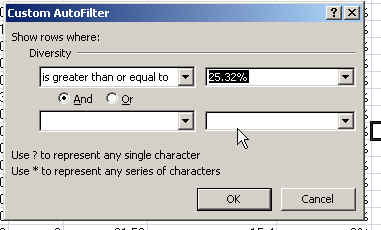 Custom AutoFilter
Show rows where:
Diversity
is greater than or equal to 25.32%
And Or
Use ? to represent any single character
Use * to represent any series of characters
OK Cancel